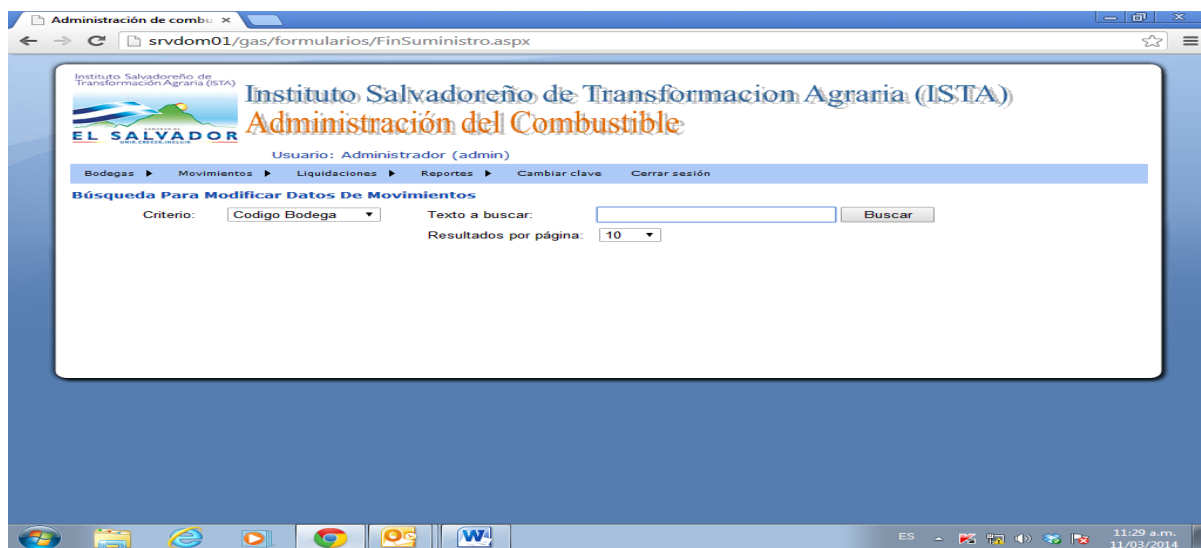 Administración de combu
srvdom01/gas/formularios/FinSuministro.aspx
Instituto Salvadoreño de
Transformación Agraria (ISTA)
EL SALVADOR
UNIR, CRECER, INCLUIR
Instituto Salvadoreño de Transformacion Agraria (ISTA)
Administración del Combustible
Usuario: Administrador (admin)
Bodegas Movimientos Liquidaciones Reportes Cambiar clave Cerrar sesión
Búsqueda Para Modificar Datos De Movimientos
Criterio: Codigo Bodega Texto a buscar: Buscar
Resultados por página: 10
ES 11:29 a.m.
11/03/2014